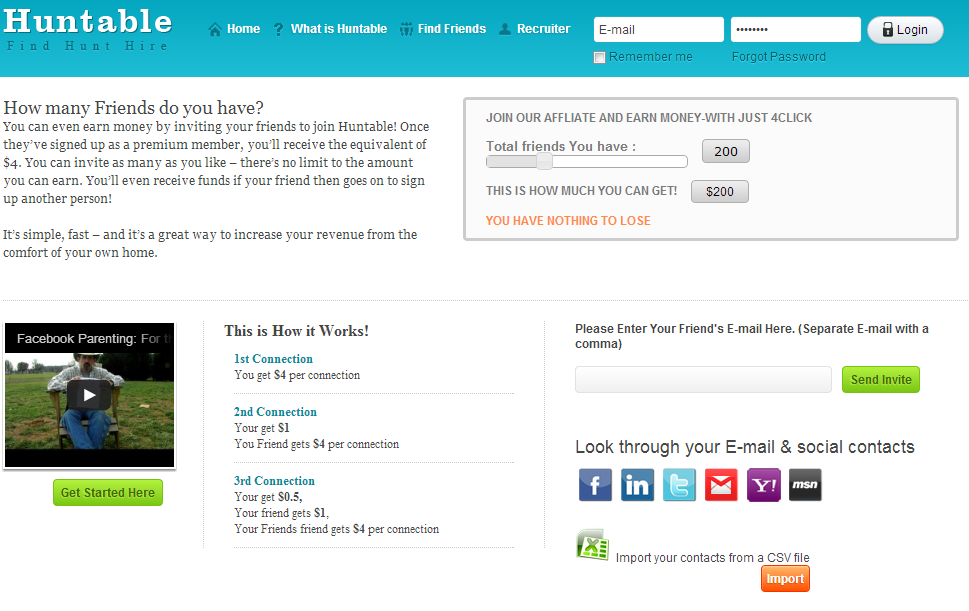 Huntable
Find Hunt Hire
Home
What is Huntable
Find Friends
Recruiter
E-mail
••••••••
Login
Remember me
Forgot Password
How many Friends do you have?
You can even earn money by inviting your friends to join Huntable! Once
they've signed up as a premium member, you'll receive the equivalent of
$4. You can invite as many as you like – there's no limit to the amount
you can earn. You'll even receive funds if your friend then goes on to sign
up another person!
It's simple, fast – and it's a great way to increase your revenue from the
comfort of your own home.
JOIN OUR AFFLIATE AND EARN MONEY-WITH JUST 4CLICK
Total friends You have :
200
THIS IS HOW MUCH YOU CAN GET!
$200
YOU HAVE NOTHING TO LOSE
Facebook Parenting: For t
Get Started Here
This is How it Works!
1st Connection
You get $4 per connection
2nd Connection
Your get $1
You Friend gets $4 per connection
3rd Connection
Your get $0.5,
Your friend gets $1,
Your Friends friend gets $4 per connection
Please Enter Your Friend's E-mail Here. (Separate E-mail with a
comma)
Send Invite
Look through your E-mail & social contacts
f
in
t
Y!
msn
Import your contacts from a CSV file
Import